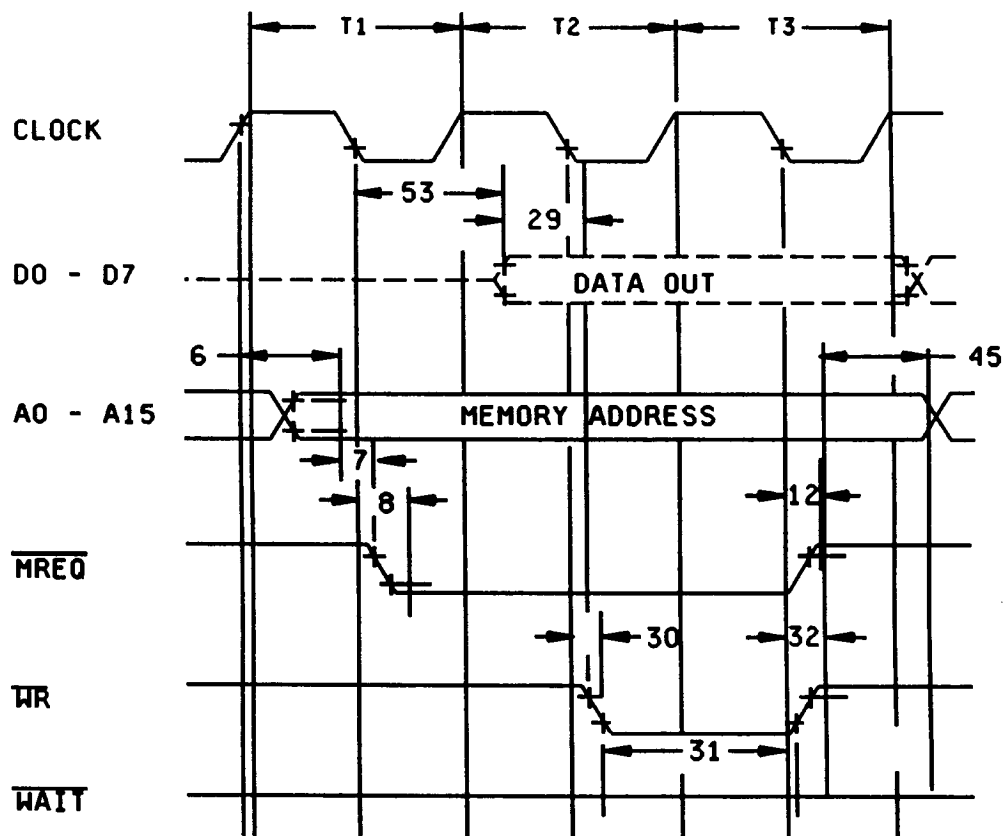 T1 T2 T3
CLOCK
53
29
D0 - D7 DATA OUT
6 45
A0 - A15 MEMORY ADDRESS
7
8 12
MREQ
30 32
WR
31
WAIT